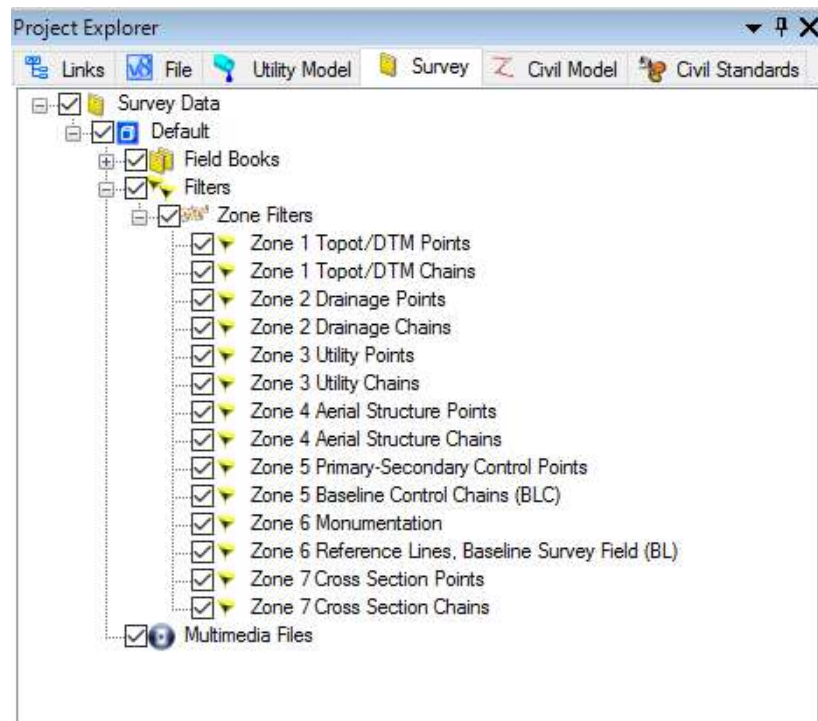 Project Explorer
Links File Utility Model Survey Civil Model Civil Standards
Survey Data
Default
Field Books
Filters
Zone Filters
Zone 1 Topot/DTM Points
Zone 1 Topot/DTM Chains
Zone 2 Drainage Points
Zone 2 Drainage Chains
Zone 3 Utility Points
Zone 3 Utility Chains
Zone 4 Aerial Structure Points
Zone 4 Aerial Structure Chains
Zone 5 Primary-Secondary Control Points
Zone 5 Baseline Control Chains (BLC)
Zone 6 Monumentation
Zone 6 Reference Lines, Baseline Survey Field (BL)
Zone 7 Cross Section Points
Zone 7 Cross Section Chains
Multimedia Files